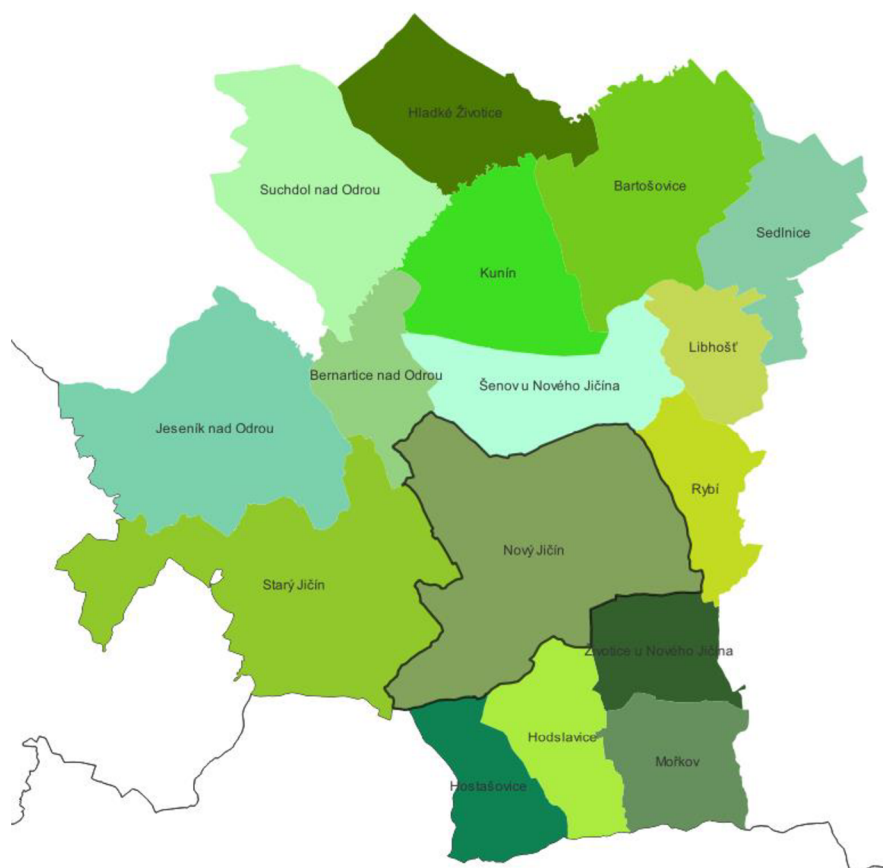 Hladké Životice
Suchdol nad Odrou
Bartošovice
Sedlnice
Kunín
Libhošť
Bernartice nad Odrou
Šenov u Nového Jičína
Jeseník nad Odrou
Rybí
Nový Jičín
Starý Jičín
Životice u Nového Jičína
Hodslavice
Mořkov
Hostašovice